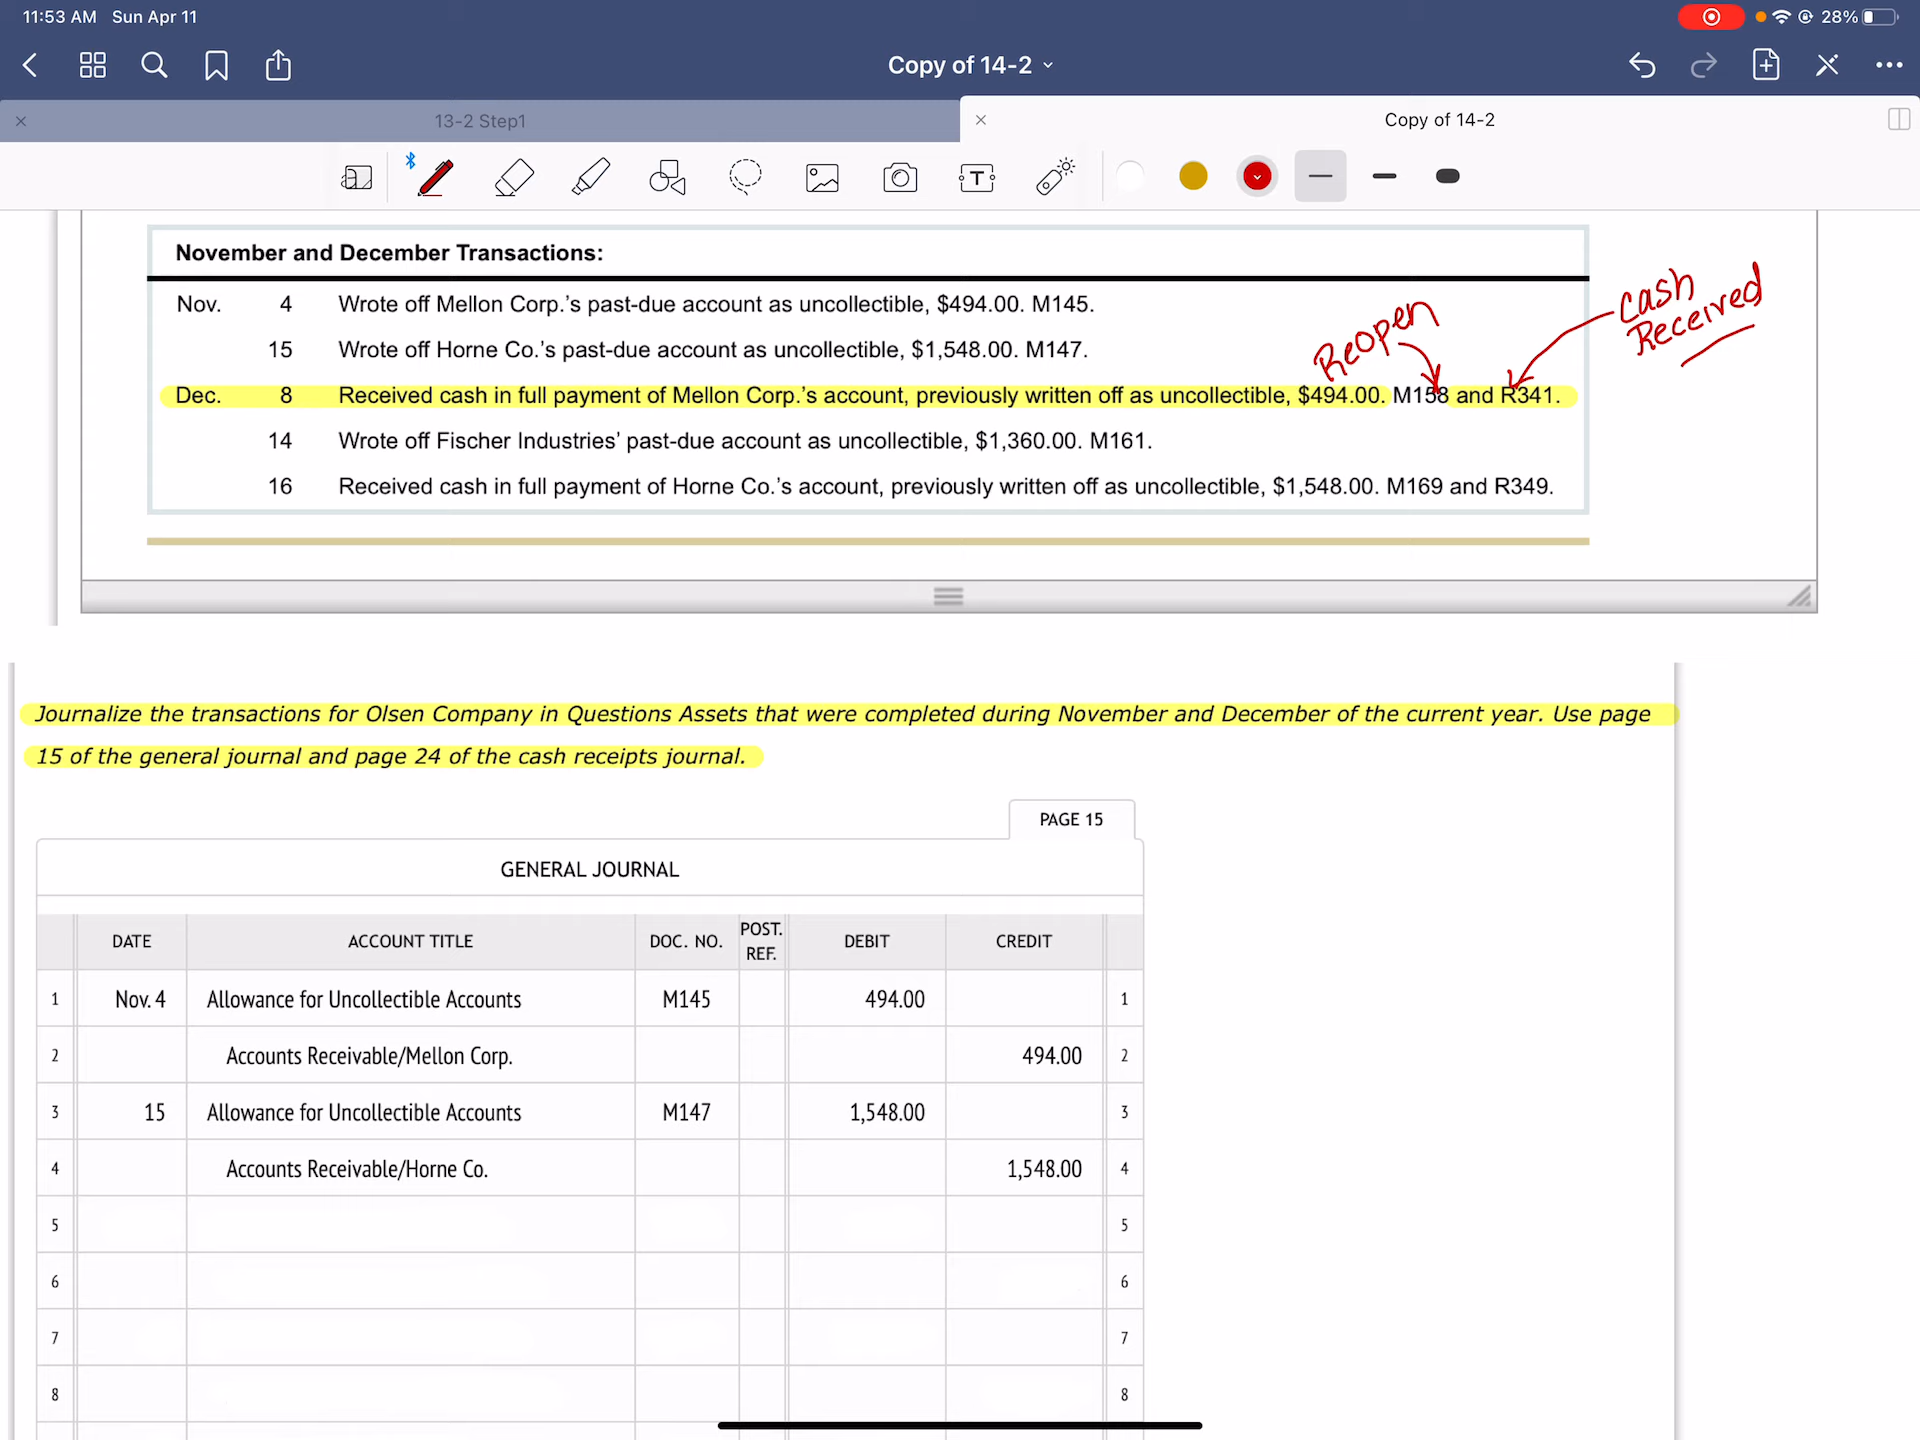 11:53 AM Sun Apr 11 28%
Copy of 14-2
13-2 Step1 Copy of 14-2
November and December Transactions:
Nov. 4 Wrote off Mellon Corp.'s past-due account as uncollectible, $494.00. M145.
15 Wrote off Horne Co.'s past-due account as uncollectible, $1,548.00. M147.
Dec. 8 Received cash in full payment of Mellon Corp.'s account, previously written off as uncollectible, $494.00. M158 and R341.
14 Wrote off Fischer Industries' past-due account as uncollectible, $1,360.00. M161.
16 Received cash in full payment of Horne Co.'s account, previously written off as uncollectible, $1,548.00. M169 and R349.
Reopen
Cash
Received
Journalize the transactions for Olsen Company in Questions Assets that were completed during November and December of the current year. Use page
15 of the general journal and page 24 of the cash receipts journal.
PAGE 15
GENERAL JOURNAL
DATE ACCOUNT TITLE DOC. NO. POST. REF. DEBIT CREDIT
1 Nov. 4 Allowance for Uncollectible Accounts M145 494.00 1
2 Accounts Receivable/Mellon Corp. 494.00 2
3 15 Allowance for Uncollectible Accounts M147 1,548.00 3
4 Accounts Receivable/Horne Co. 1,548.00 4
5 5
6 6
7 7
8 8